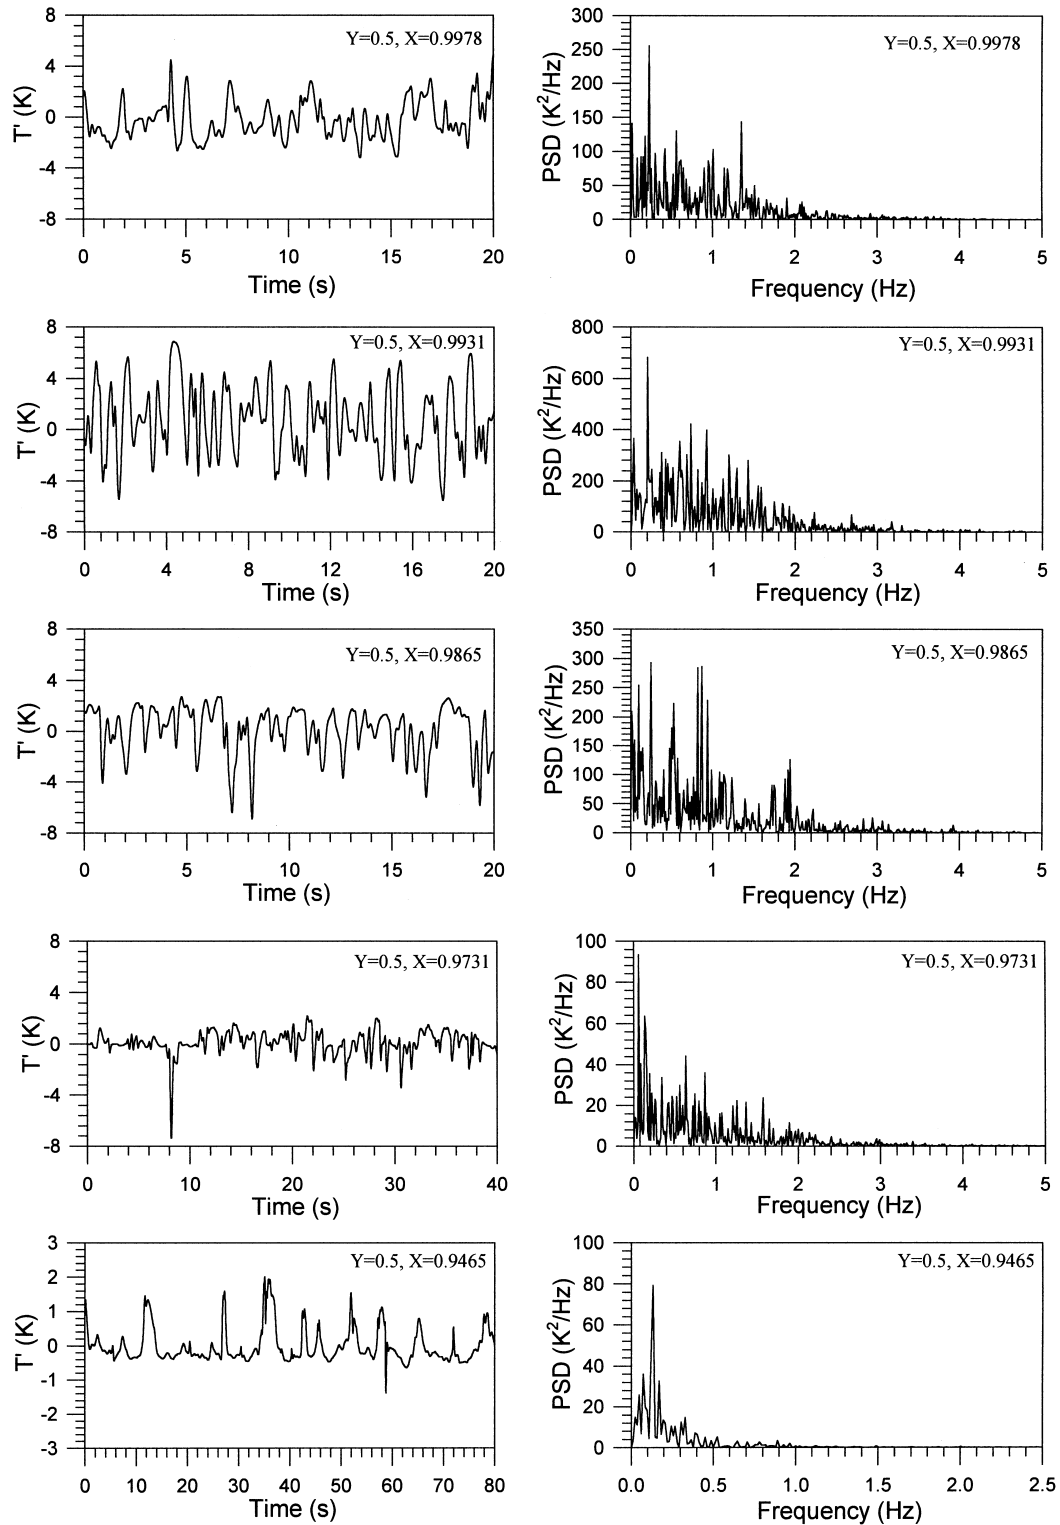 8
4
0
-4
-8
T' (K)
Y=0.5, X=0.9978
0 5 10 15 20
Time (s)
300
250
200
150
100
50
0
PSD (K²/Hz)
Y=0.5, X=0.9978
0 1 2 3 4 5
Frequency (Hz)
8
4
0
-4
-8
T' (K)
Y=0.5, X=0.9931
0 4 8 12 16 20
Time (s)
800
600
400
200
0
PSD (K²/Hz)
Y=0.5, X=0.9931
0 1 2 3 4 5
Frequency (Hz)
8
4
0
-4
-8
T' (K)
Y=0.5, X=0.9865
0 5 10 15 20
Time (s)
350
300
250
200
150
100
50
0
PSD (K²/Hz)
Y=0.5, X=0.9865
0 1 2 3 4 5
Frequency (Hz)
8
4
0
-4
-8
T' (K)
Y=0.5, X=0.9731
0 10 20 30 40
Time (s)
100
80
60
40
20
0
PSD (K²/Hz)
Y=0.5, X=0.9731
0 1 2 3 4 5
Frequency (Hz)
3
2
1
0
-1
-2
-3
T' (K)
Y=0.5, X=0.9465
0 10 20 30 40 50 60 70 80
Time (s)
100
80
60
40
20
0
PSD (K²/Hz)
Y=0.5, X=0.9465
0.0 0.5 1.0 1.5 2.0 2.5
Frequency (Hz)